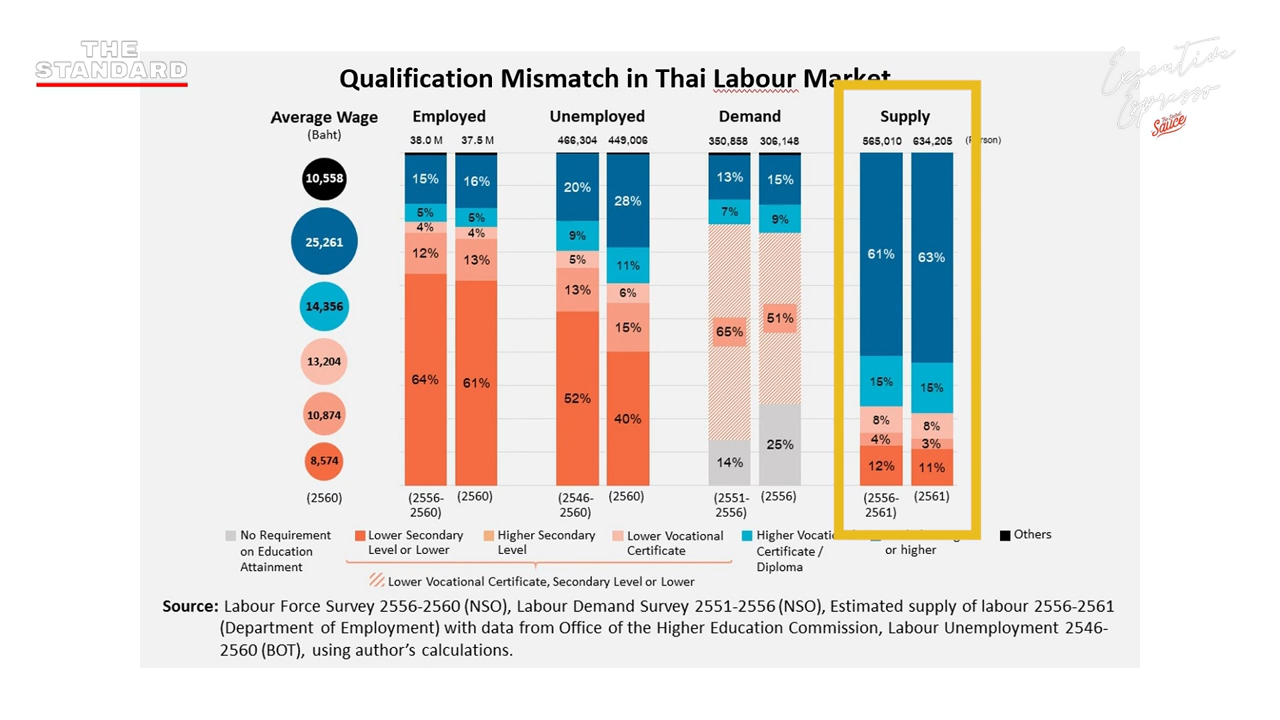 THE
STANDARD
Executive
Espresso
The Secret
Sauce
Qualification Mismatch in Thai Labour Market
Average Wage
(Baht)
10,558
25,261
14,356
13,204
10,874
8,574
(2560)
Employed
38.0 M 37.5 M
15% 16%
5% 5%
4% 4%
12% 13%
64% 61%
(2556-
2560) (2560)
Unemployed
466,304 449,006
20% 28%
9% 11%
5% 6%
13% 15%
52% 40%
(2546-
2560) (2560)
Demand
350,858 306,148
13% 15%
7% 9%
65% 51%
14% 25%
(2551-
2556) (2556)
Supply
565,010 634,205
61% 63%
15% 15%
8% 8%
4% 3%
12% 11%
(2556-
2561) (2561)
No Requirement
on Education
Attainment
Lower Secondary
Level or Lower
Higher Secondary
Level
Lower Vocational
Certificate
Higher
Certificate /
Diploma
or higher
Others
Lower Vocational Certificate, Secondary Level or Lower
Source: Labour Force Survey 2556-2560 (NSO), Labour Demand Survey 2551-2556 (NSO), Estimated supply of labour 2556-2561
(Department of Employment) with data from Office of the Higher Education Commission, Labour Unemployment 2546-
2560 (BOT), using author's calculations.